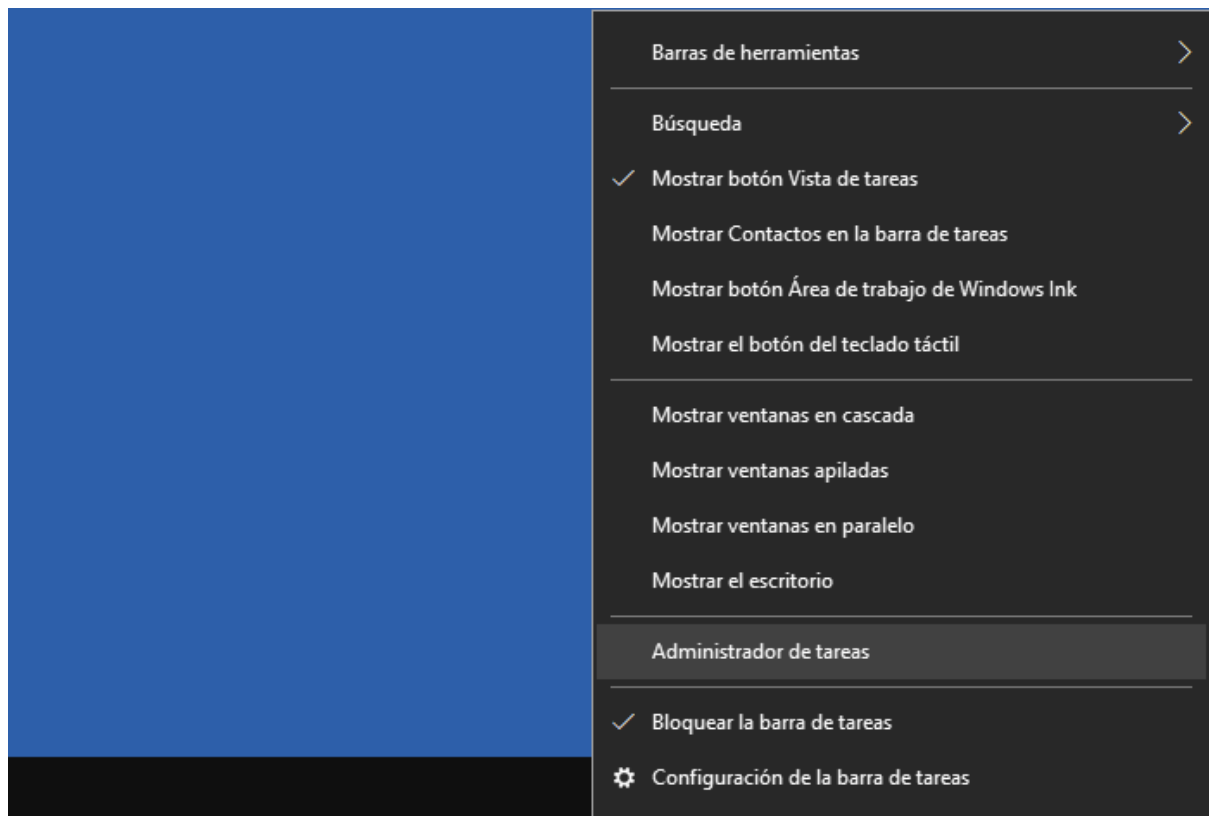 Barras de herramientas
Búsqueda
Mostrar botón Vista de tareas
Mostrar Contactos en la barra de tareas
Mostrar botón Área de trabajo de Windows Ink
Mostrar el botón del teclado táctil
Mostrar ventanas en cascada
Mostrar ventanas apiladas
Mostrar ventanas en paralelo
Mostrar el escritorio
Administrador de tareas
Bloquear la barra de tareas
Configuración de la barra de tareas